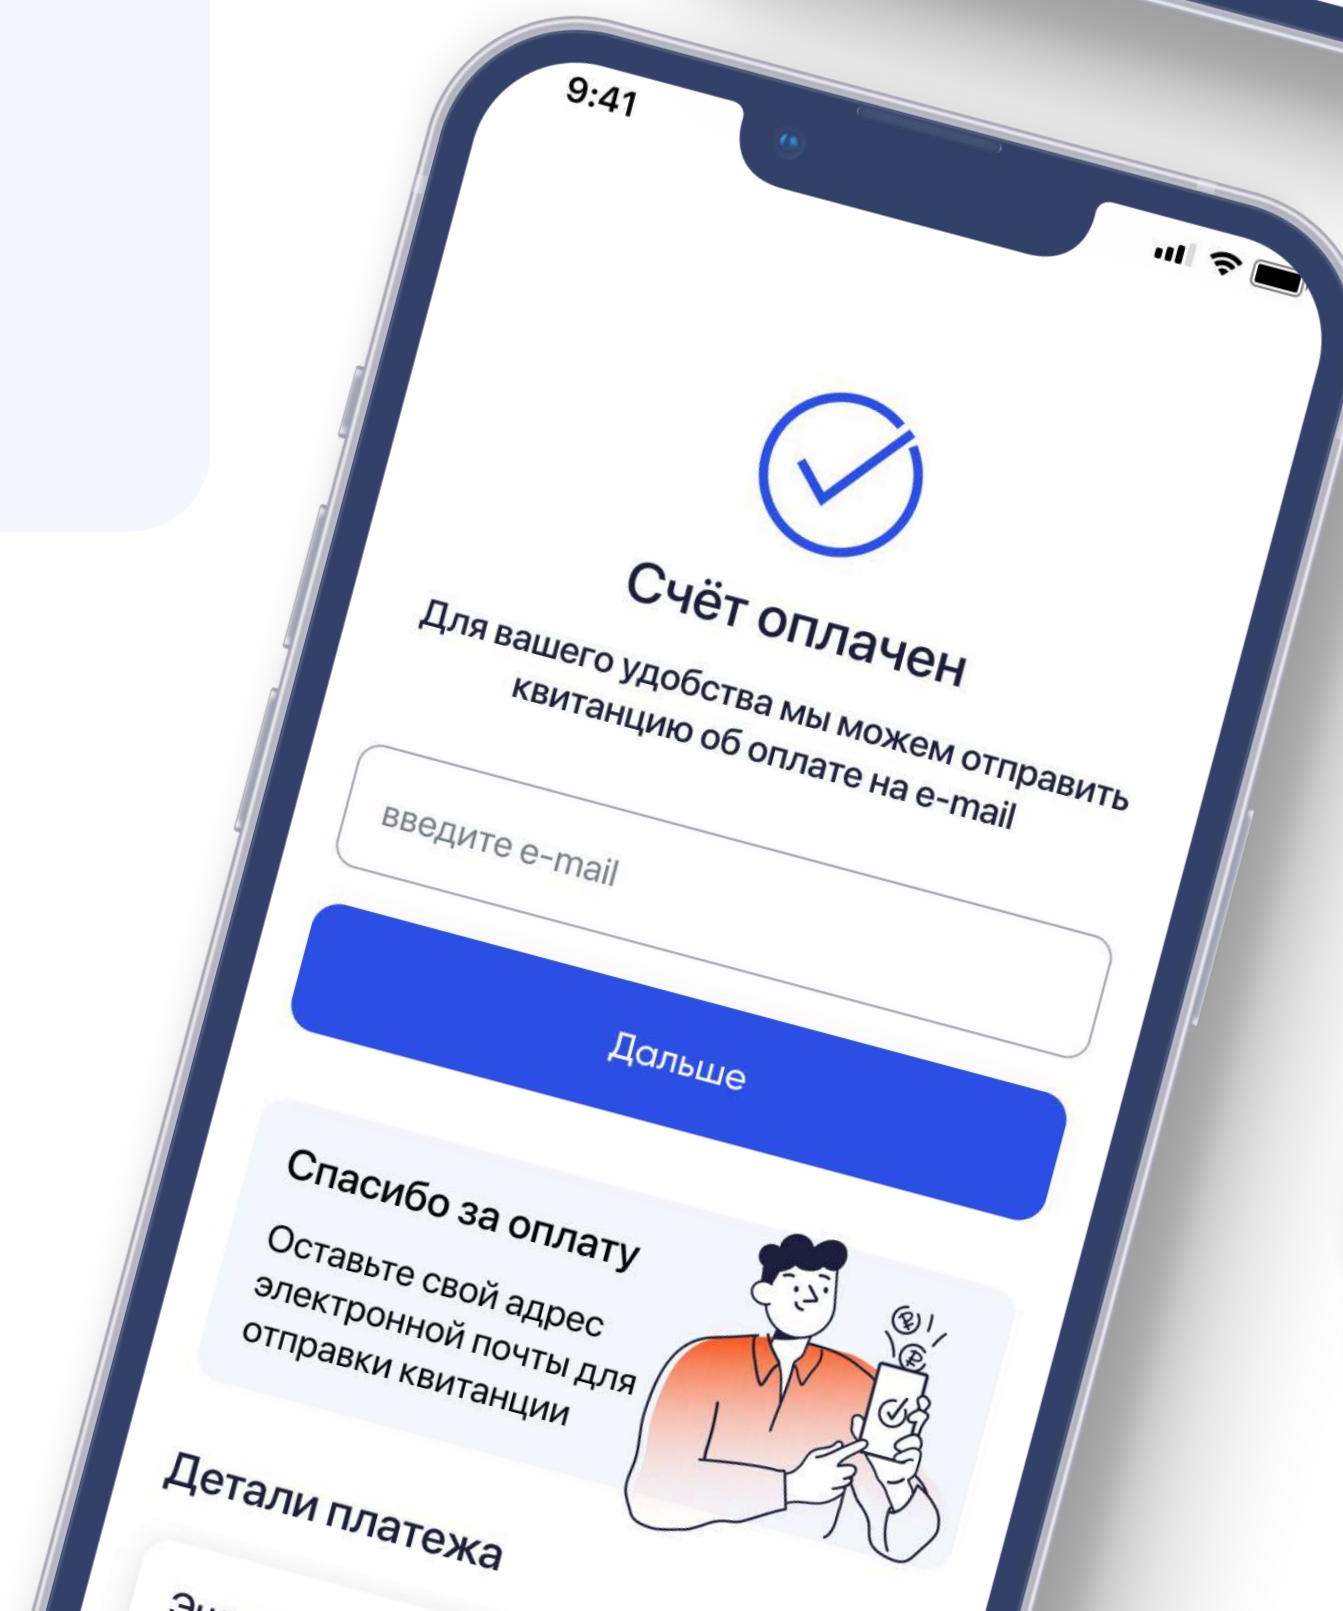 9:41
Счёт оплачен
Для вашего удобства мы можем отправить
квитанцию об оплате на e-mail
введите e-mail
Дальше
Спасибо за оплату
Оставьте свой адрес
электронной почты для
отправки квитанции
Детали платежа